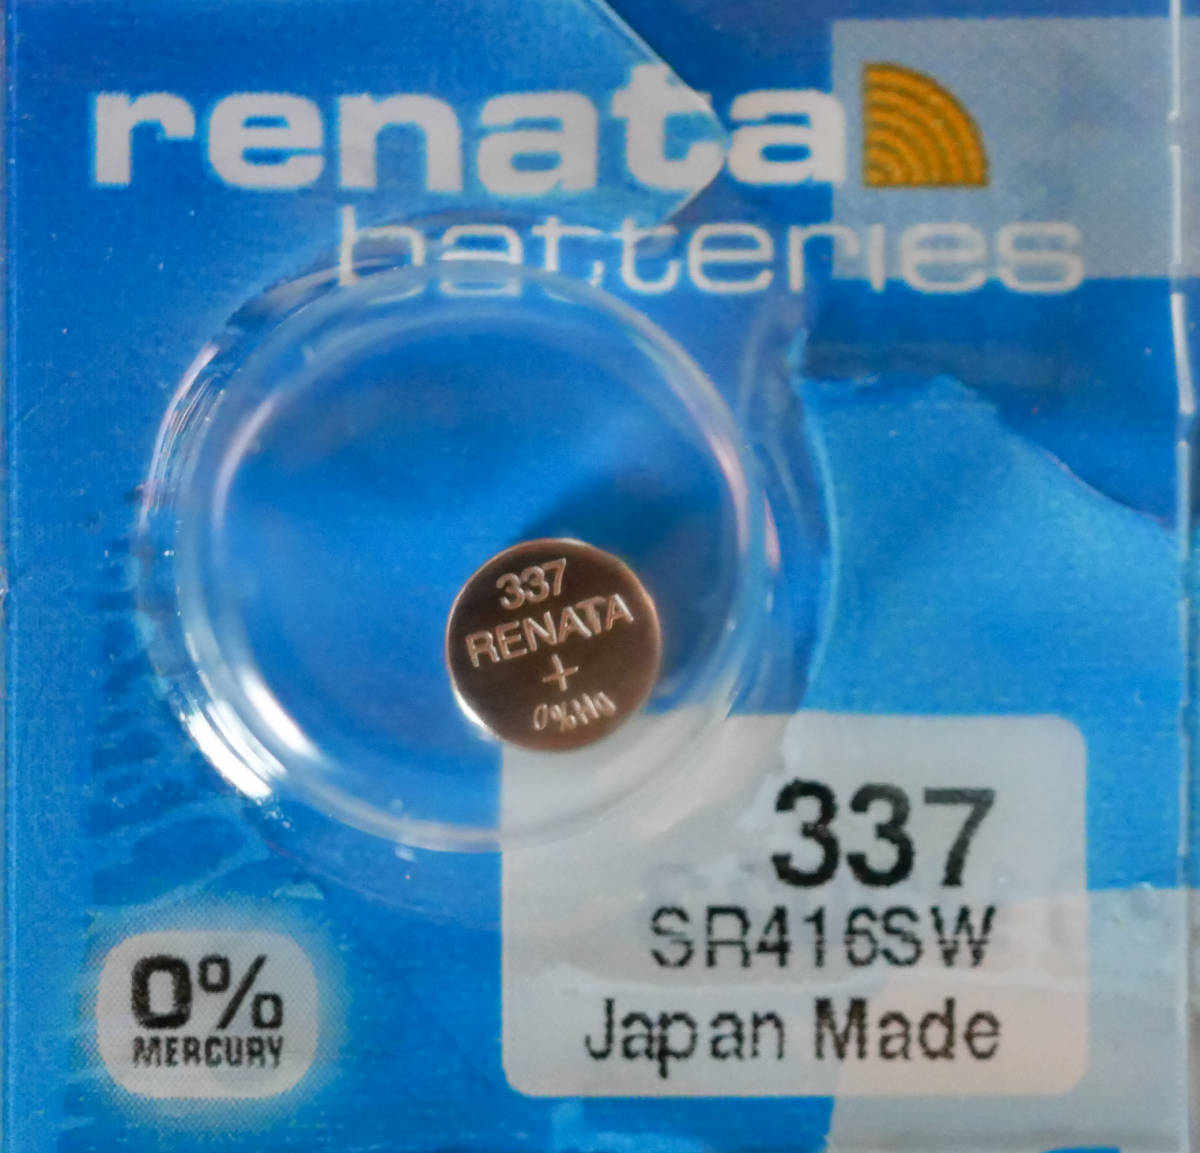 renata
batteries
337
RENATA
+
0%Hg
337
SR416SW
Japan Made
0%
MERCURY